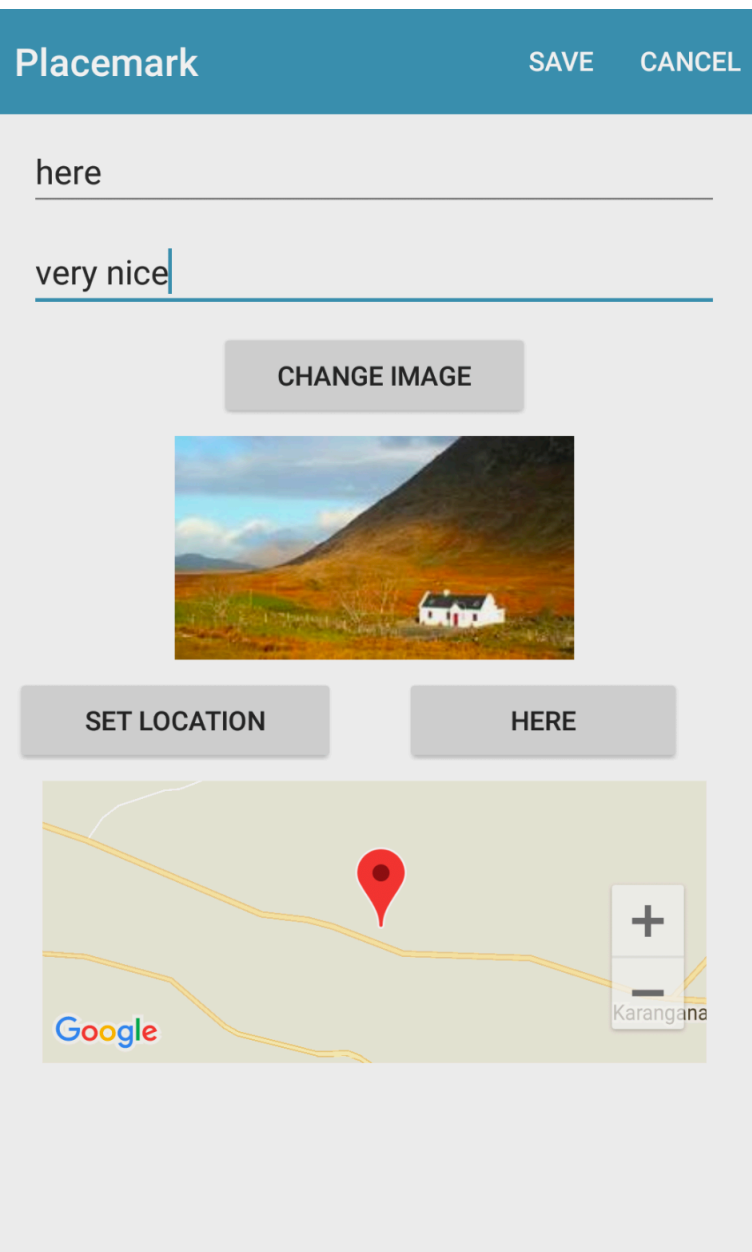 Placemark SAVE CANCEL
here
very nice
CHANGE IMAGE
SET LOCATION HERE
+
−
Karangana
Google